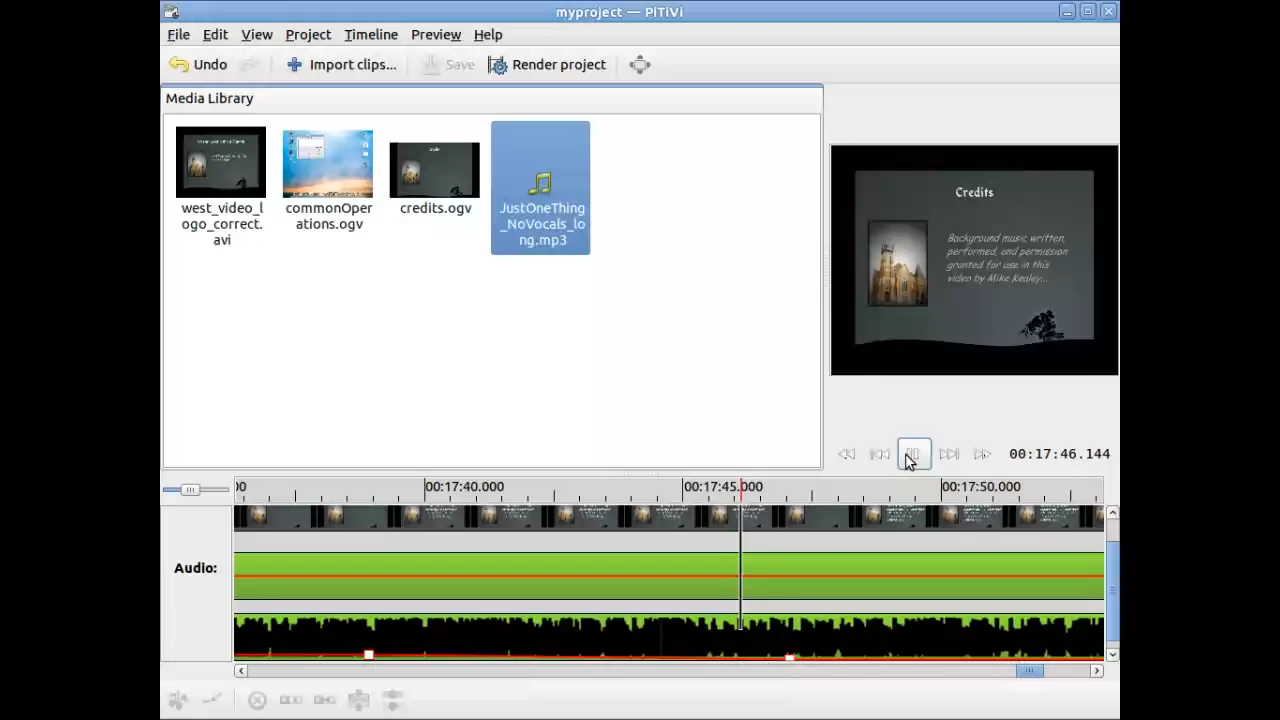 myproject — PiTiVi
File Edit View Project Timeline Preview Help
Undo Import clips... Save Render project
Media Library
west_video_l
ogo_correct.
avi
commonOper
ations.ogv
credits.ogv
JustOneThing
_NoVocals_lo
ng.mp3
Credits
Background music written,
performed, and permission
granted for use in this
video by Mike Kealey...
00:17:46.144
00 00:17:40.000 00:17:45.000 00:17:50.000
Audio: